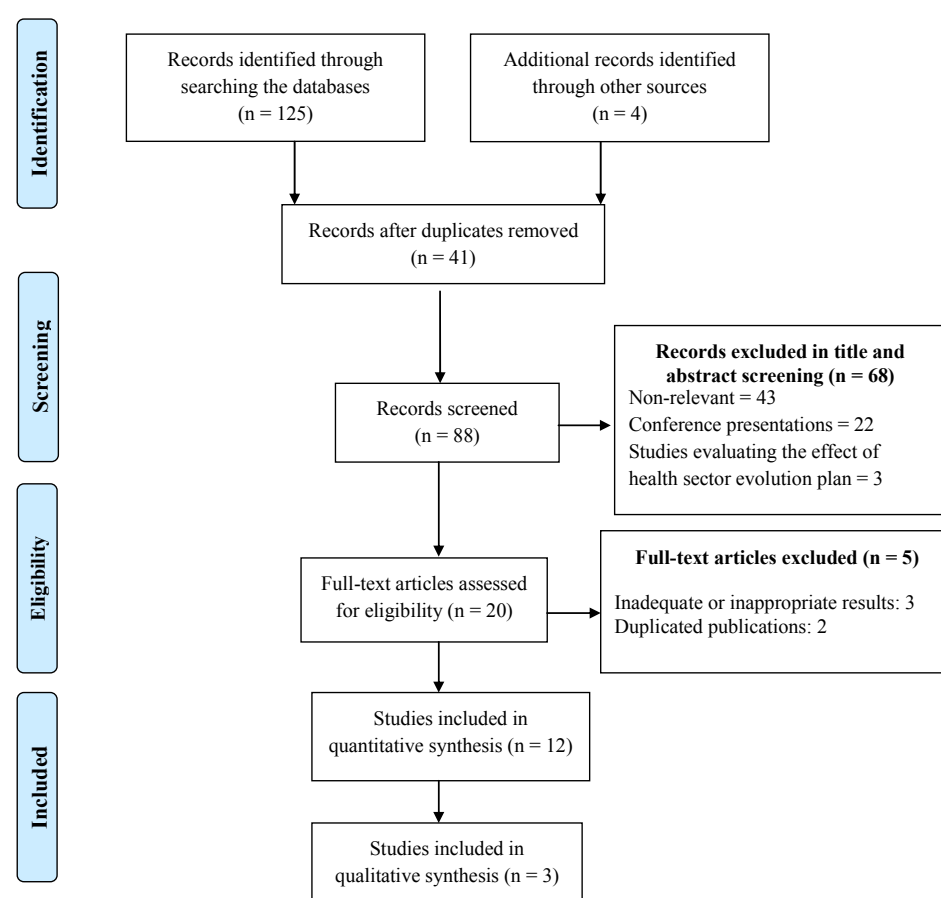 Identification
Records identified through
searching the databases
(n = 125)
Additional records identified
through other sources
(n = 4)
Records after duplicates removed
(n = 41)
Screening
Records screened
(n = 88)
Records excluded in title and
abstract screening (n = 68)
Non-relevant = 43
Conference presentations = 22
Studies evaluating the effect of
health sector evolution plan = 3
Eligibility
Full-text articles assessed
for eligibility (n = 20)
Full-text articles excluded (n = 5)
Inadequate or inappropriate results: 3
Duplicated publications: 2
Included
Studies included in
quantitative synthesis (n = 12)
Studies included in
qualitative synthesis (n = 3)